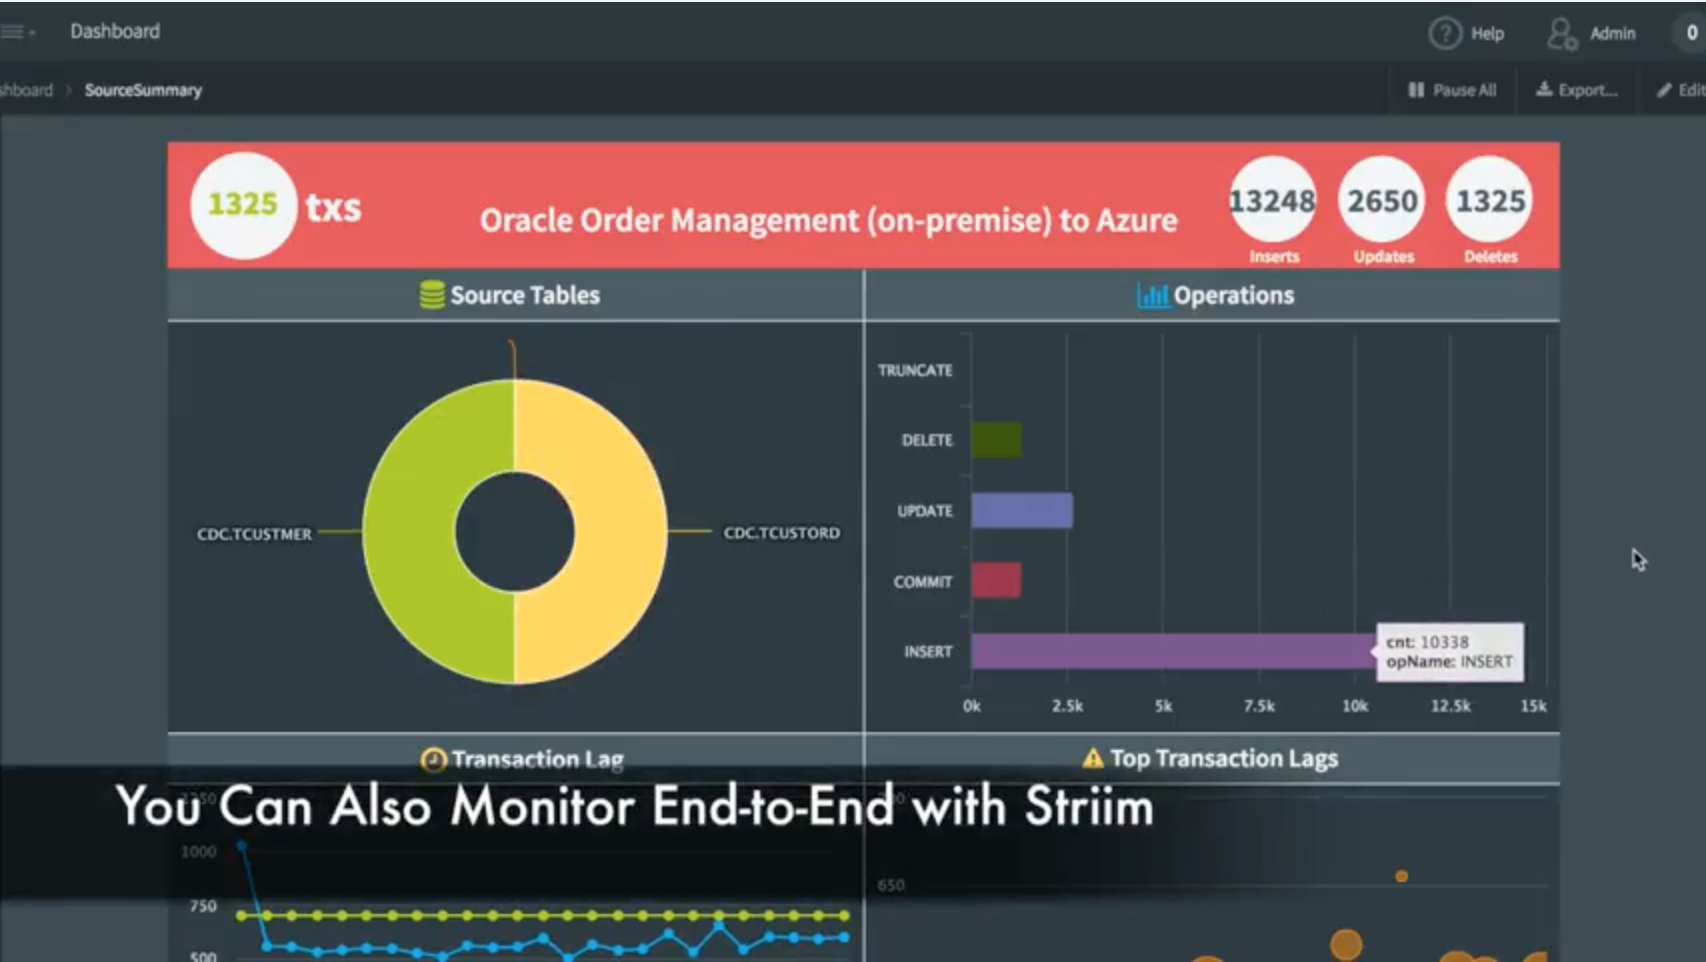 Dashboard
? Help
Admin
0
shboard > SourceSummary
Pause All
Export...
Edit
1325 txs
Oracle Order Management (on-premise) to Azure
13248
Inserts
2650
Updates
1325
Deletes
Source Tables
CDC.TCUSTMER
CDC.TCUSTORD
Operations
TRUNCATE
DELETE
UPDATE
COMMIT
INSERT
cnt: 10338
opName: INSERT
0k 2.5k 5k 7.5k 10k 12.5k 15k
Transaction Lag
Top Transaction Lags
You Can Also Monitor End-to-End with Striim
1000
750
500
650